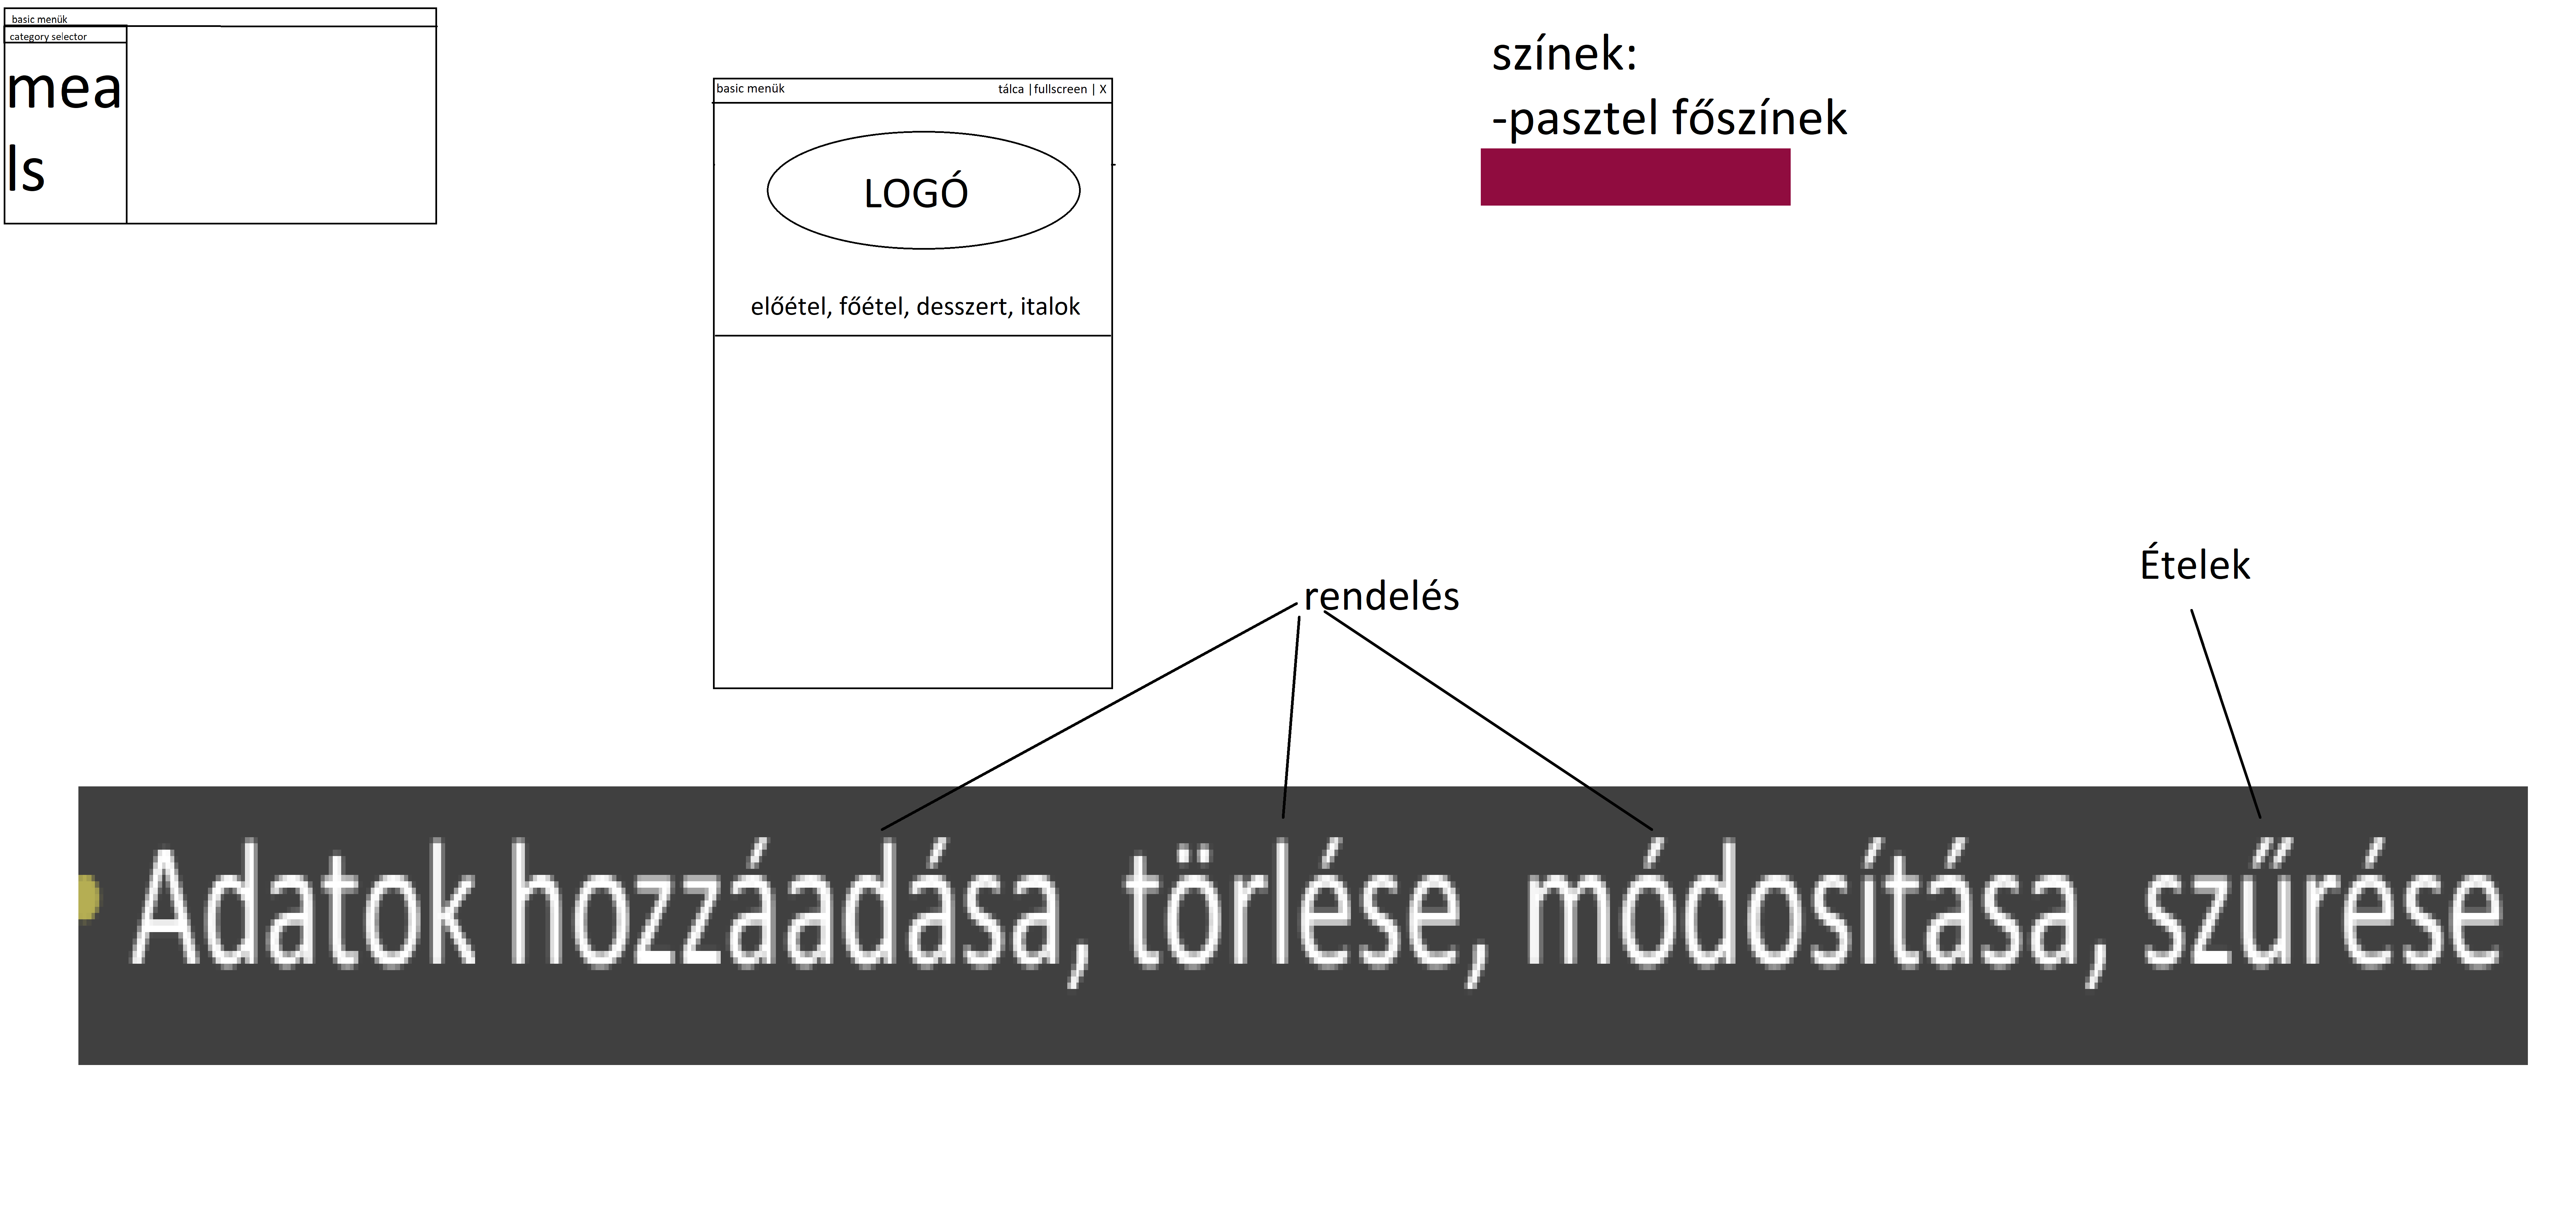 basic menük
category selector
mea
ls
basic menük
tálca |fullscreen | X
LOGÓ
előétel, főétel, desszert, italok
színek:
-pasztel főszínek
rendelés
Ételek
Adatok hozzáadása, törlése, módosítása, szűrése